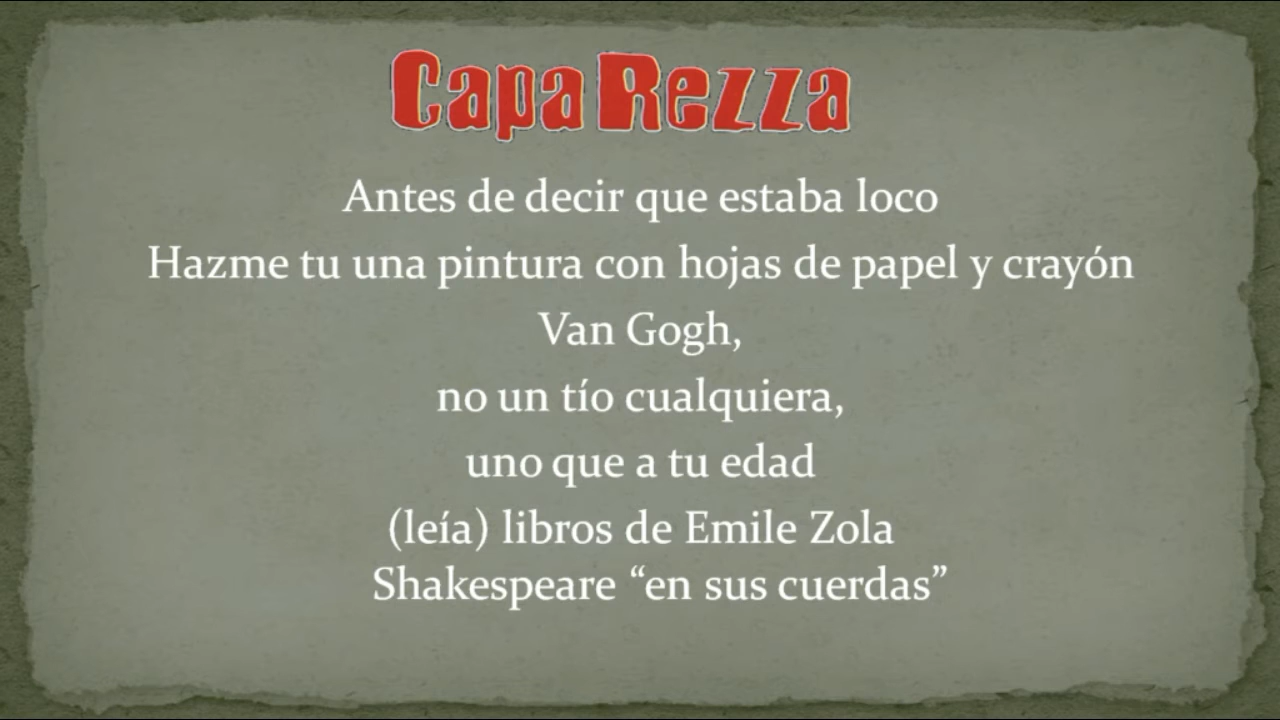 CapaRezza
Antes de decir que estaba loco
Hazme tu una pintura con hojas de papel y crayón
Van Gogh,
no un tío cualquiera,
uno que a tu edad
(leía) libros de Emile Zola
Shakespeare “en sus cuerdas”